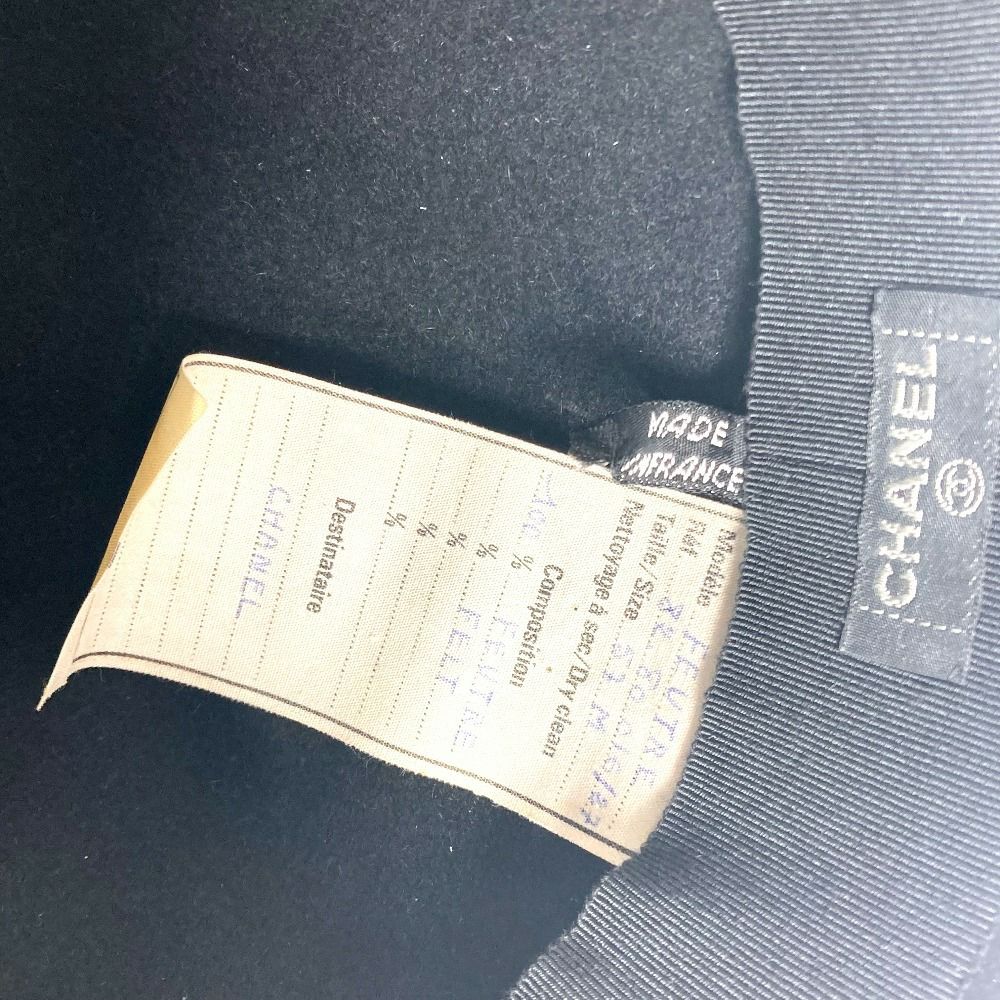 MADE
IN FRANCE
CHANEL
Modèle FEUTRE
Réf.
Taille/Size 57 M
Nettoyage à sec/Dry clean
Composition
100 % FEUTRE
% FELT
%
%
%
Destinataire
CHANEL